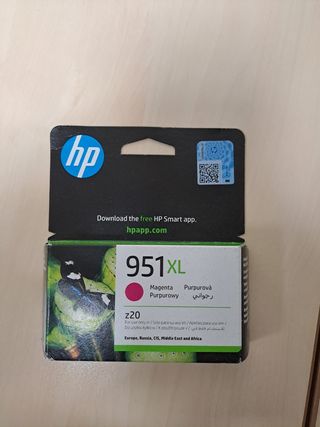 hp
Download the free HP Smart app.
hpapp.com
951XL
Magenta Purpurová
Purpurowy أرجواني
z20
Europe, Russia, CIS, Middle East and Africa